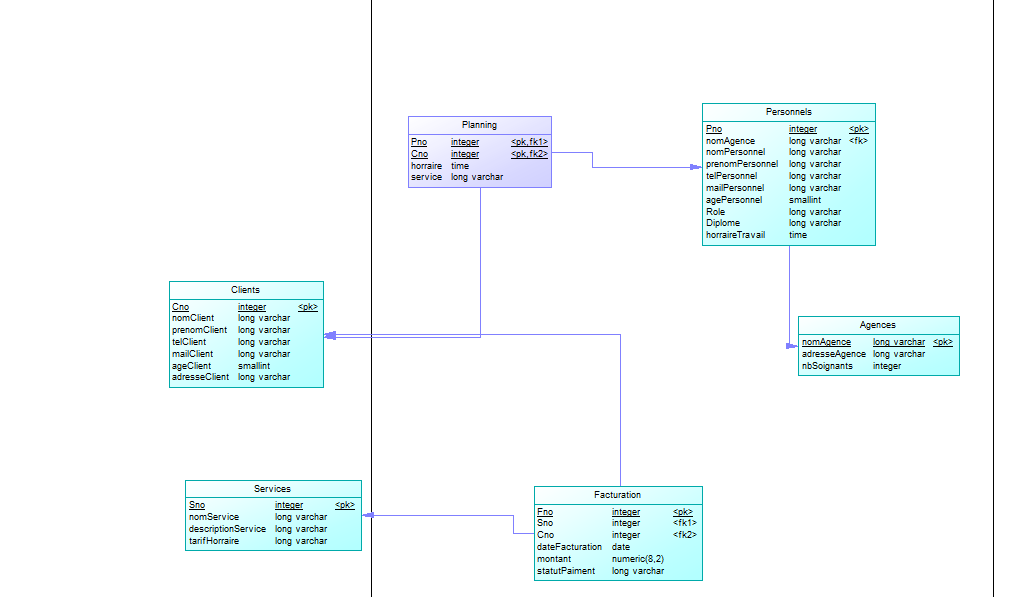 Planning
Pno integer <pk,fk1>
Cno integer <pk,fk2>
horraire time
service long varchar
Personnels
Pno integer <pk>
nomAgence long varchar <fk>
nomPersonnel long varchar
prenomPersonnel long varchar
telPersonnel long varchar
mailPersonnel long varchar
agePersonnel smallint
Role long varchar
Diplome long varchar
horraireTravail time
Clients
Cno integer <pk>
nomClient long varchar
prenomClient long varchar
telClient long varchar
mailClient long varchar
ageClient smallint
adresseClient long varchar
Agences
nomAgence long varchar <pk>
adresseAgence long varchar
nbSoignants integer
Services
Sno integer <pk>
nomService long varchar
descriptionService long varchar
tarifHorraire long varchar
Facturation
Fno integer <pk>
Sno integer <fk1>
Cno integer <fk2>
dateFacturation date
montant numeric(8,2)
statutPaiment long varchar